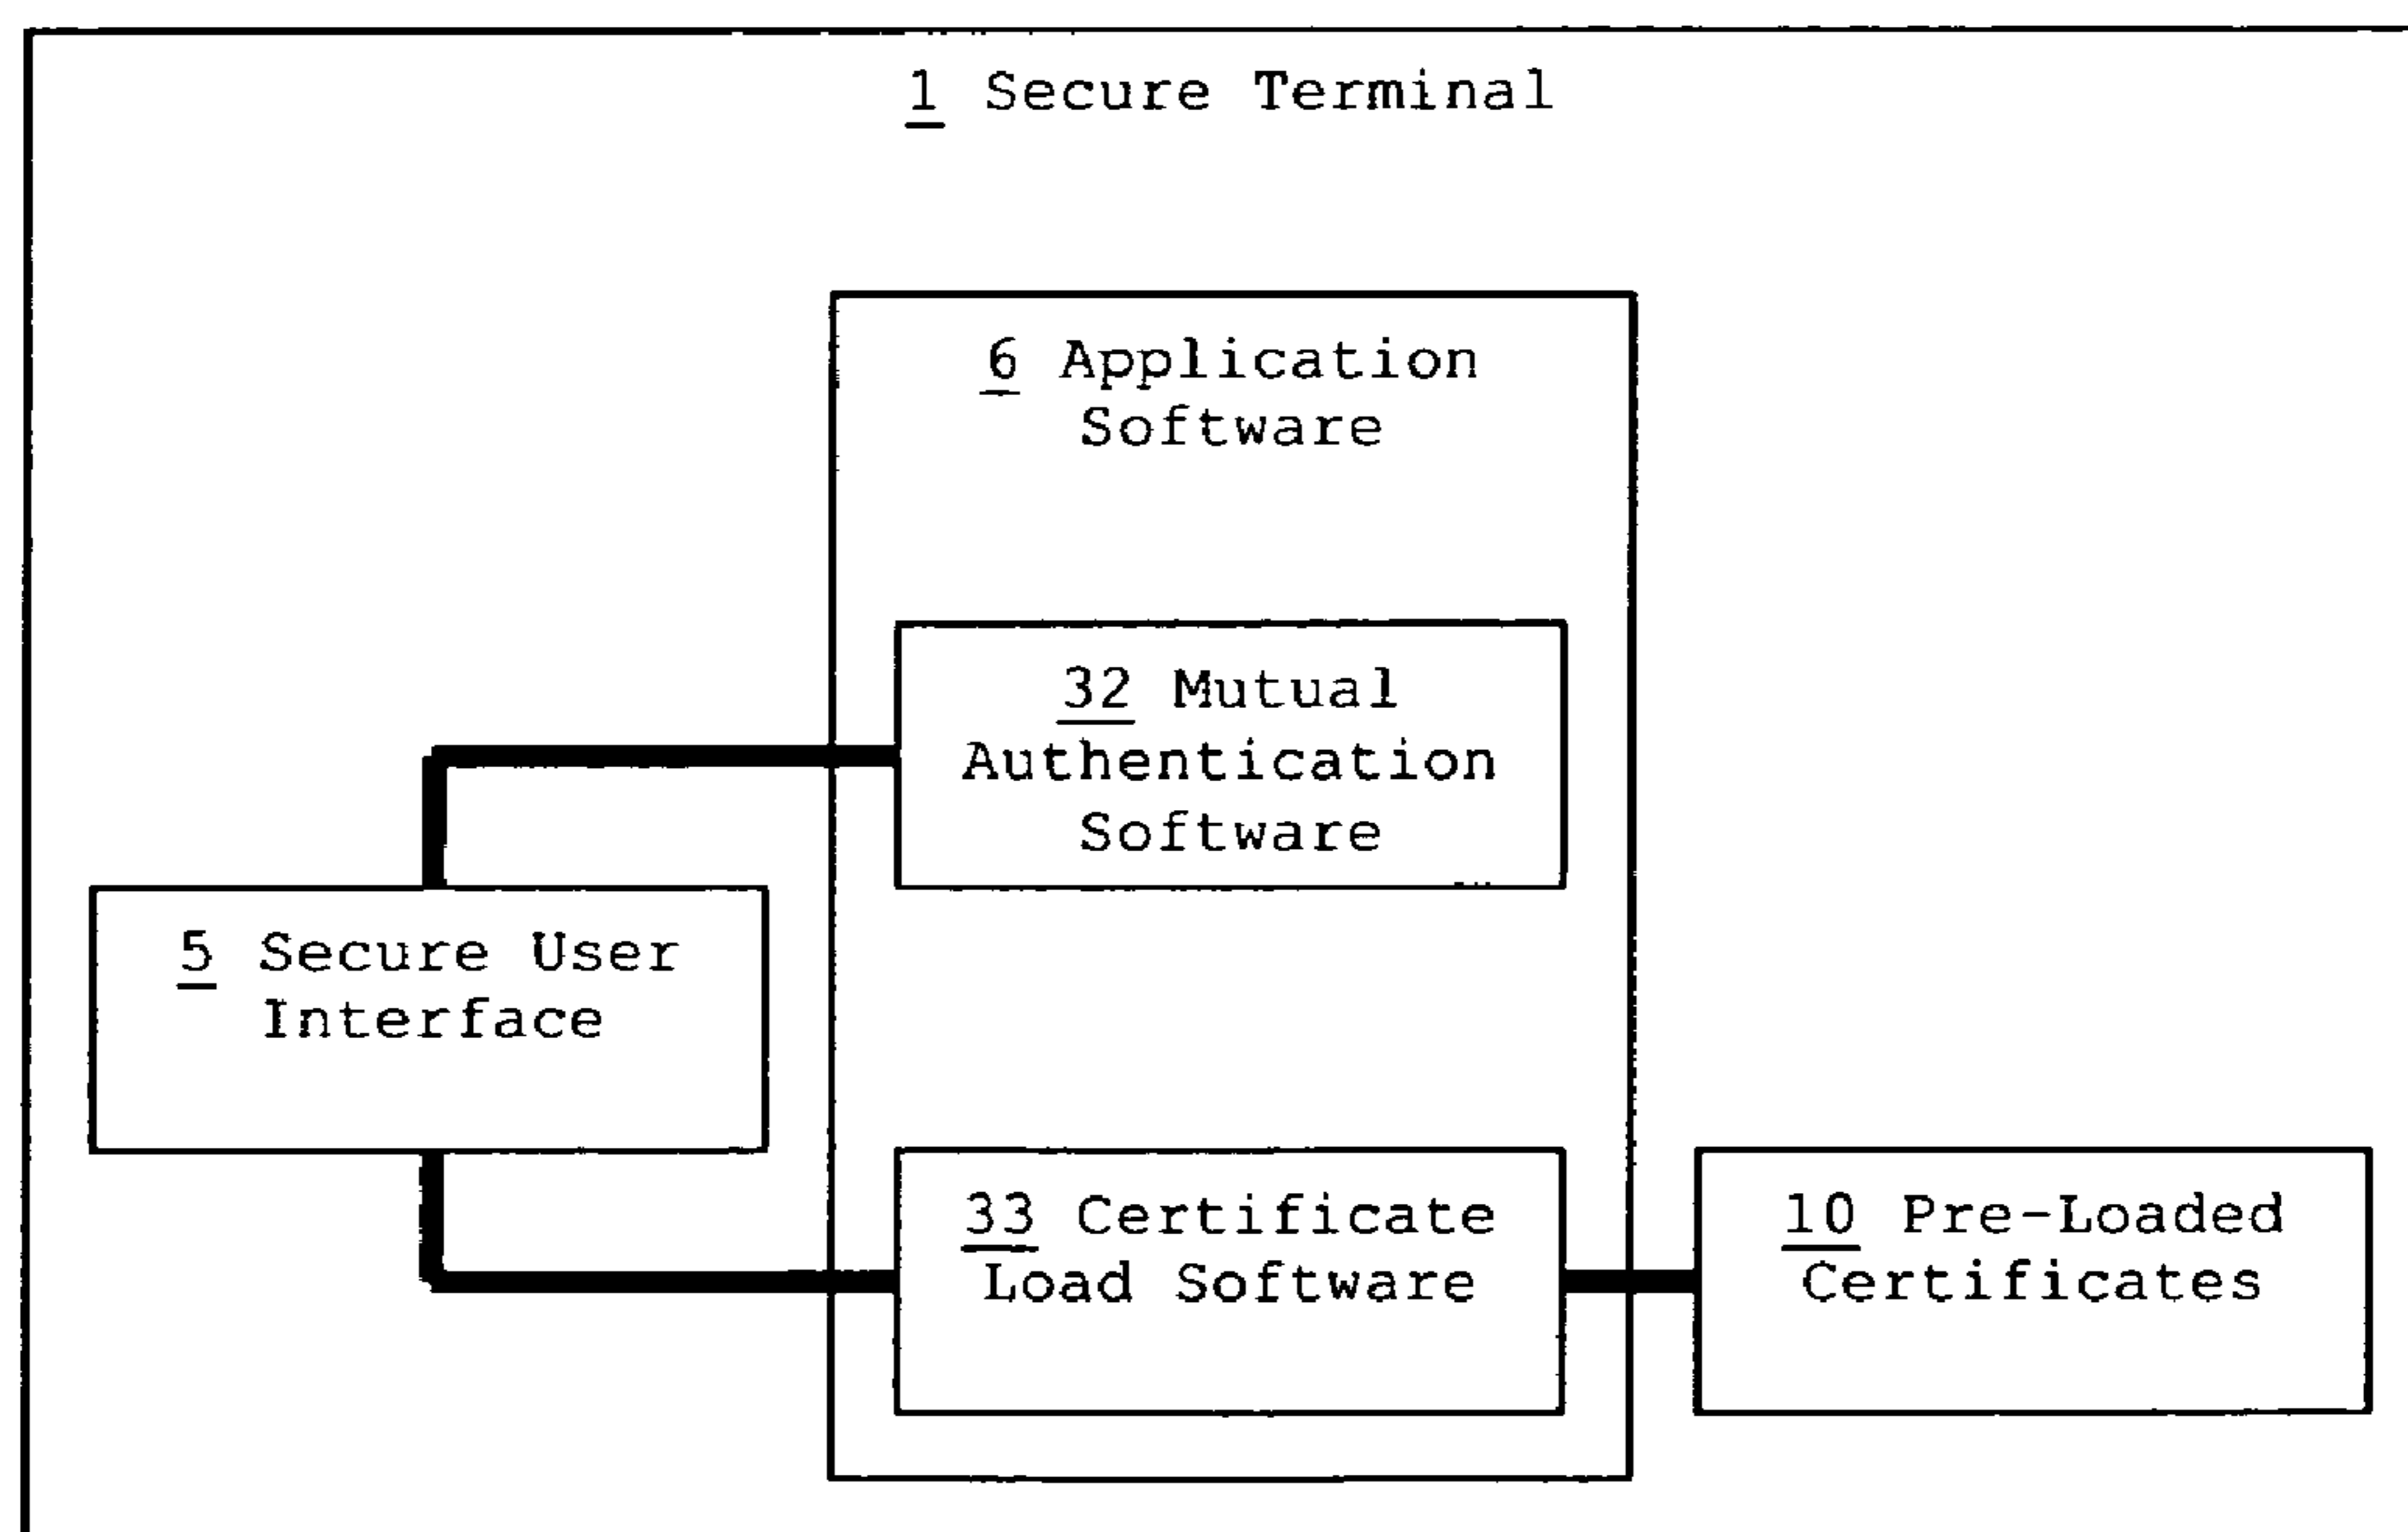 1 Secure Terminal
6 Application
Software
32 Mutual
Authentication
Software
5 Secure User
Interface
33 Certificate
Load Software
10 Pre-Loaded
Certificates